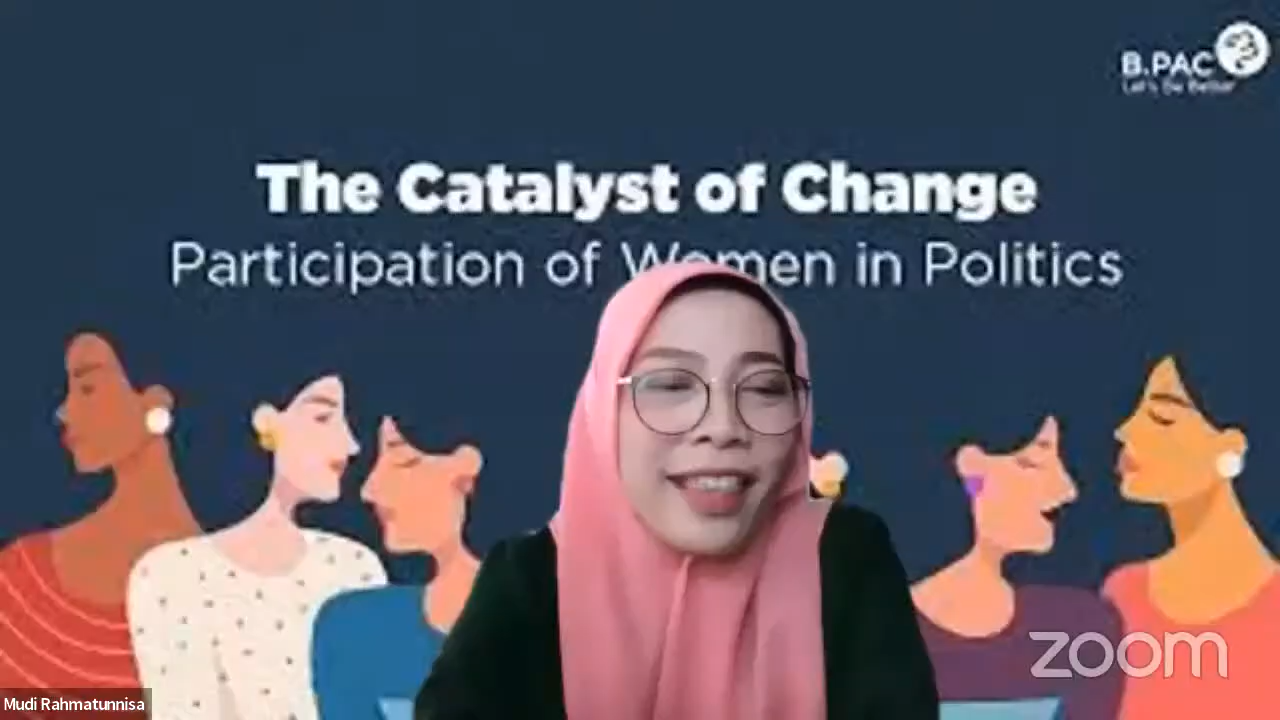 B.PAC
Let's Be Better
The Catalyst of Change
Participation of Women in Politics
zoom
Mudi Rahmatunnisa